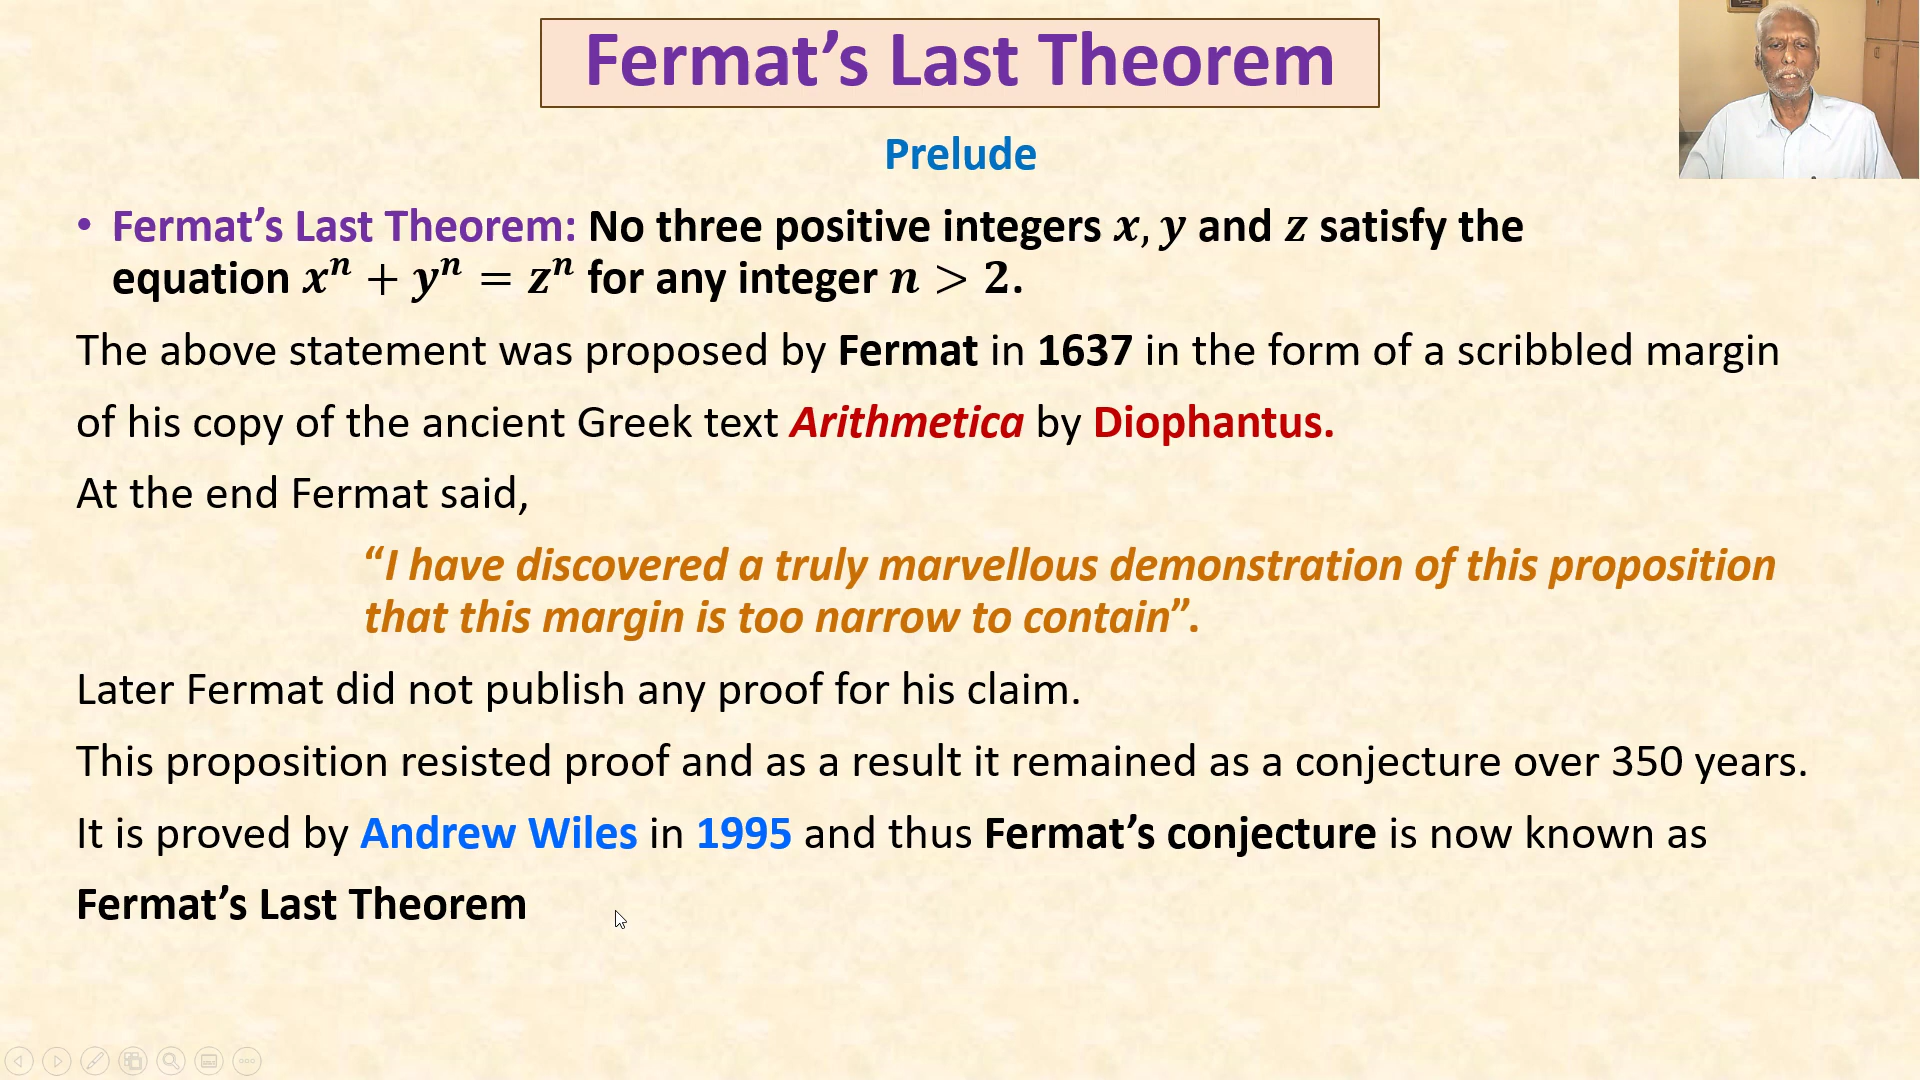 Fermat’s Last Theorem
Prelude
• Fermat’s Last Theorem: No three positive integers x, y and z satisfy the
equation xⁿ + yⁿ = zⁿ for any integer n > 2.
The above statement was proposed by Fermat in 1637 in the form of a scribbled margin
of his copy of the ancient Greek text Arithmetica by Diophantus.
At the end Fermat said,
“I have discovered a truly marvellous demonstration of this proposition
that this margin is too narrow to contain”.
Later Fermat did not publish any proof for his claim.
This proposition resisted proof and as a result it remained as a conjecture over 350 years.
It is proved by Andrew Wiles in 1995 and thus Fermat’s conjecture is now known as
Fermat’s Last Theorem